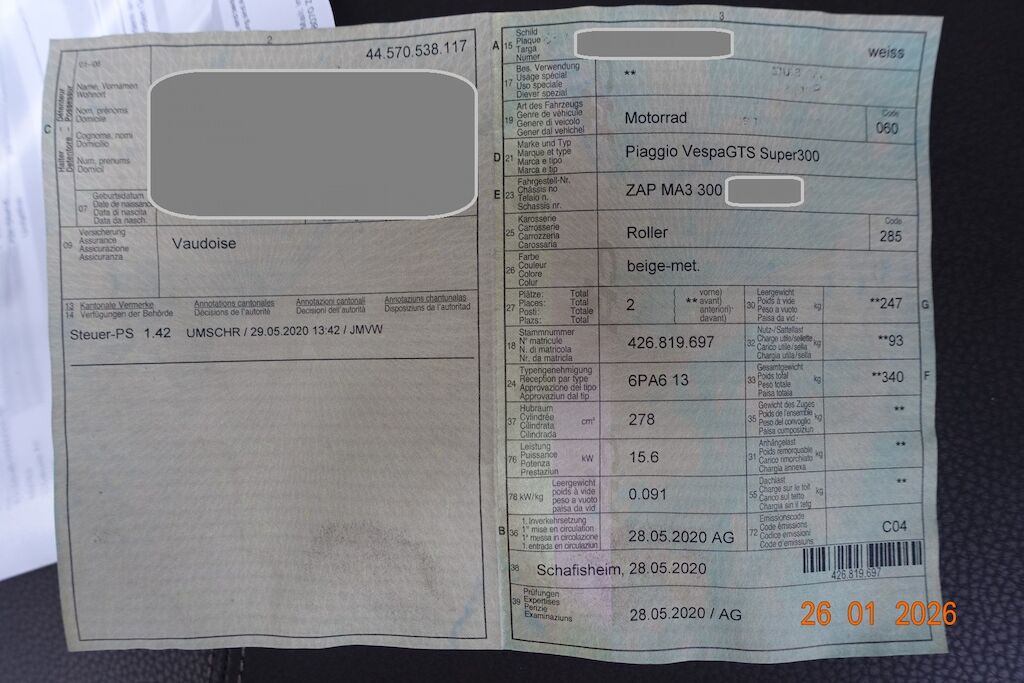 2
44.570.538.117
01-06
Name, Vornamen
Wohnort
Nom, prénoms
Domicile
Cognome, nomi
Domicilio
Num, prenums
Domicil
C
Halter - Détenteur
Detentore - Possessur
07
Geburtsdatum
Date de naissance
Data di nascita
Data da nasch.
09
Versicherung
Assurance
Assicurazione
Assicuranza
Vaudoise
13 Kantonale Vermerke
14 Verfügungen der Behörde
Annotations cantonales
Décisions de l'autorité
Annotazioni cantonali
Decisioni dell'autorità
Annotaziuns chantunalas
Disposiziuns da l'autoritad
Steuer-PS 1.42 UMSCHR / 29.05.2020 13:42 / JMVW
3
A 15
Schild
Plaque
Targa
Numer
weiss
17
Bes. Verwendung
Usage spécial
Uso speciale
Diever spezial
**
19
Art des Fahrzeugs
Genre de véhicule
Genere di veicolo
Gener dal vehichel
Motorrad
Code
060
D 21
Marke und Typ
Marque et type
Marca e tipo
Marca e tip
Piaggio VespaGTS Super300
E 23
Fahrgestell-Nr.
Châssis no
Telaio n.
Schassis nr.
ZAP MA3 300
25
Karosserie
Carrosserie
Carrozzeria
Carossaria
Roller
Code
285
26
Farbe
Couleur
Colore
Colur
beige-met.
27
Plätze: Total
Places: Total
Posti: Totale
Plazs: Total
2
** vorne)
avant)
anteriori)
davant)
30
Leergewicht
Poids à vide
Peso a vuoto
Paisa da vid
kg
**247
G
18
Stammnummer
N° matricule
N. di matricola
Nr. da matricla
426.819.697
32
Nutz-/Sattellast
Charge utile/sellette
Carico utile/sella
Chargia utila/sella
kg
**93
24
Typengenehmigung
Réception par type
Approvazione del tipo
Approvaziun dal tip
6PA6 13
33
Gesamtgewicht
Poids total
Peso totale
Paisa totala
kg
**340
F
37
Hubraum
Cylindrée
Cilindrata
Cilindrada
cm³
278
35
Gewicht des Zuges
Poids de l'ensemble
Peso del convoglio
Paisa cumposiziun
kg
**
76
Leistung
Puissance
Potenza
Prestaziun
kW
15.6
31
Anhängelast
Poids remorquable
Carico rimorchiato
Chargia annexa
kg
**
78 kW/kg
Leergewicht
poids à vide
peso a vuoto
paisa da vid
0.091
55
Dachlast
Charge sur le toit
Carico sul tetto
Chargia sin il tetg
kg
**
B 36
1. Inverkehrsetzung
1re mise en circulation
1a messa in circolazione
1. entrada en circulaziun
28.05.2020 AG
72
Emissionscode
Code émissions
Codice emissioni
Code d'emissiuns
C04
38
Schafisheim, 28.05.2020
426.819.697
39
Prüfungen
Expertises
Perizie
Examinaziuns
28.05.2020 / AG
26 01 2026